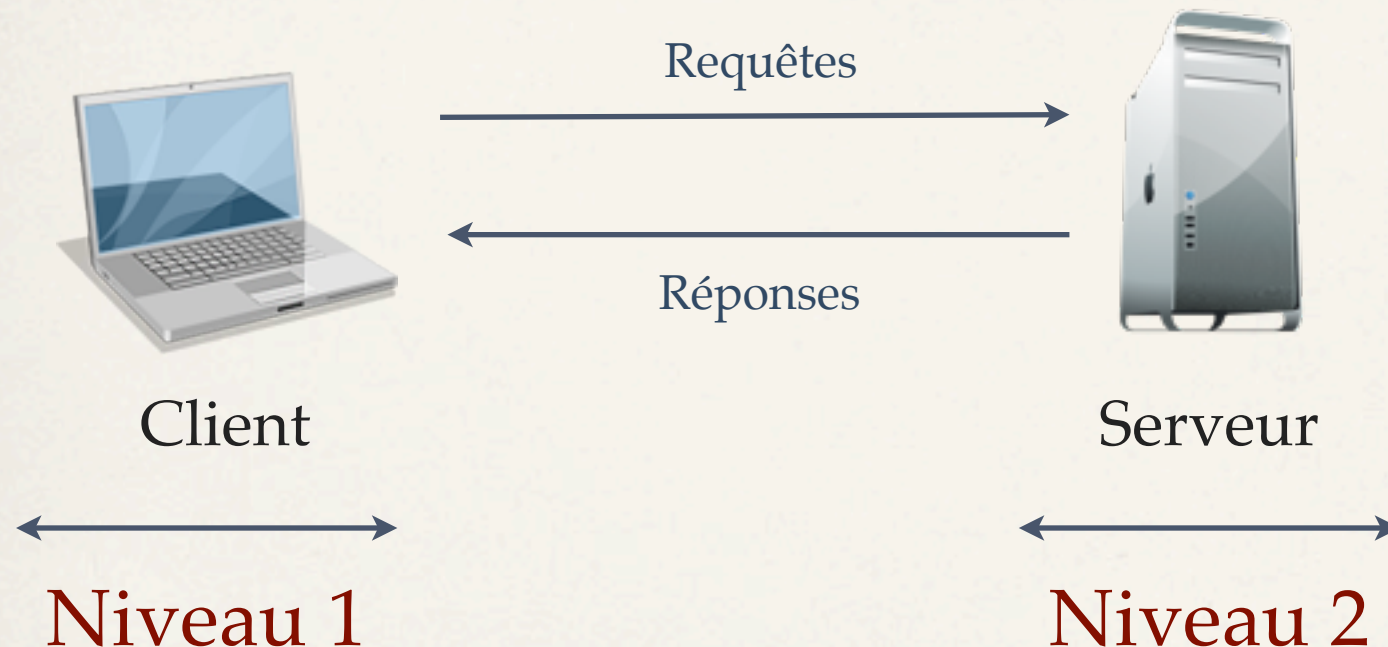 Requêtes
Réponses
Client
Serveur
Niveau 1
Niveau 2